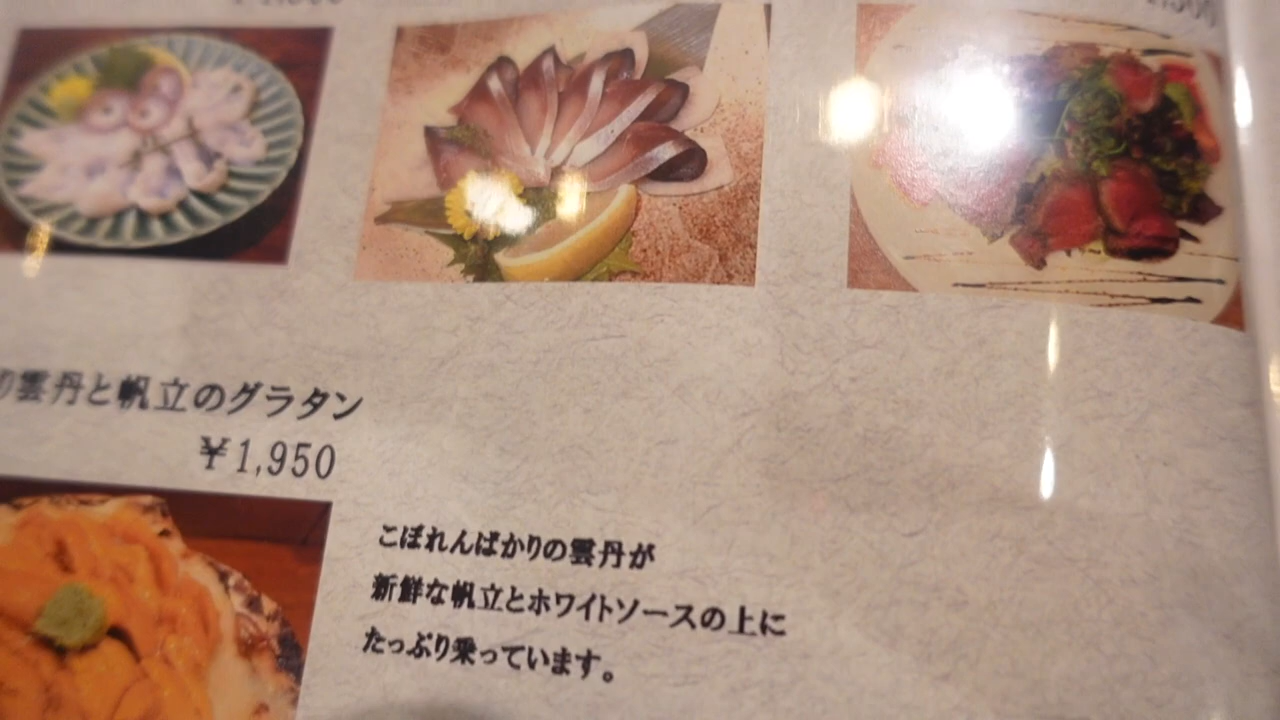 の雲丹と帆立のグラタン
￥1,950
こぼれんばかりの雲丹が
新鮮な帆立とホワイトソースの上に
たっぷり乗っています。